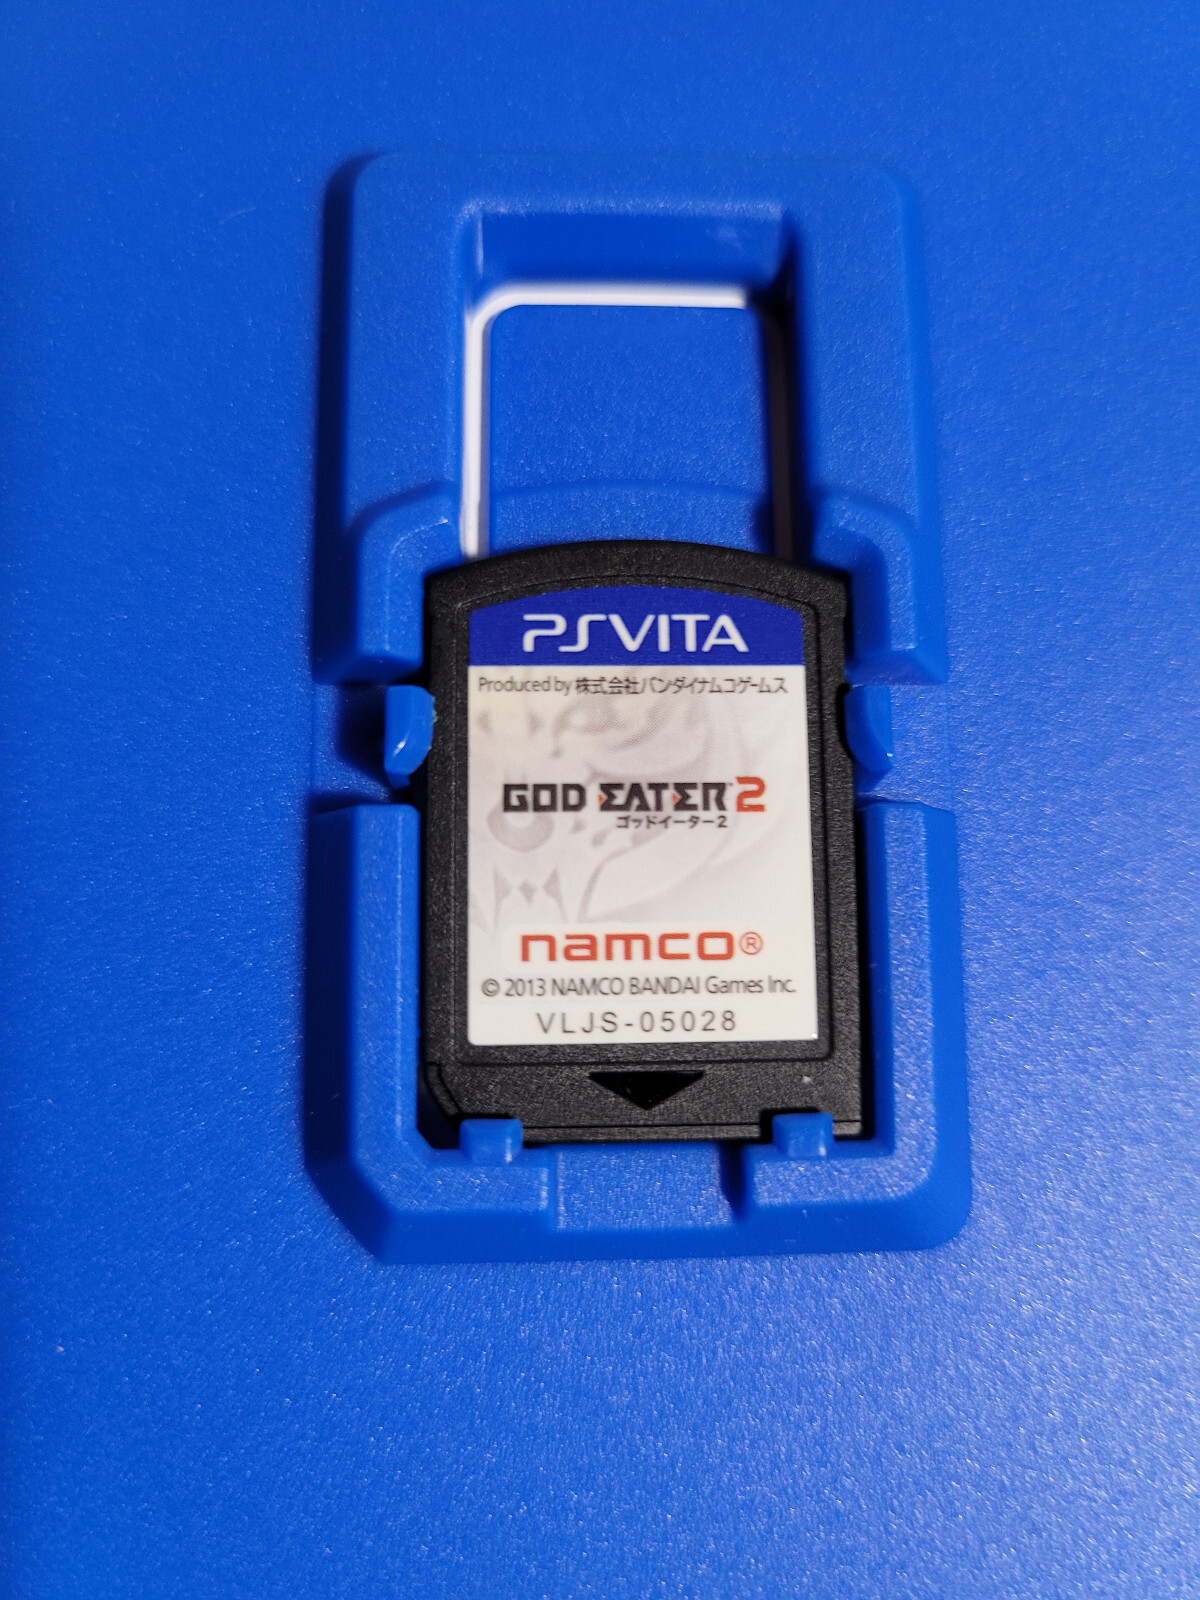 PSVITA
Produced by 株式会社バンダイナムコゲームス
GOD EATER 2
ゴッドイーター2
namco®
© 2013 NAMCO BANDAI Games Inc.
VLJS-05028